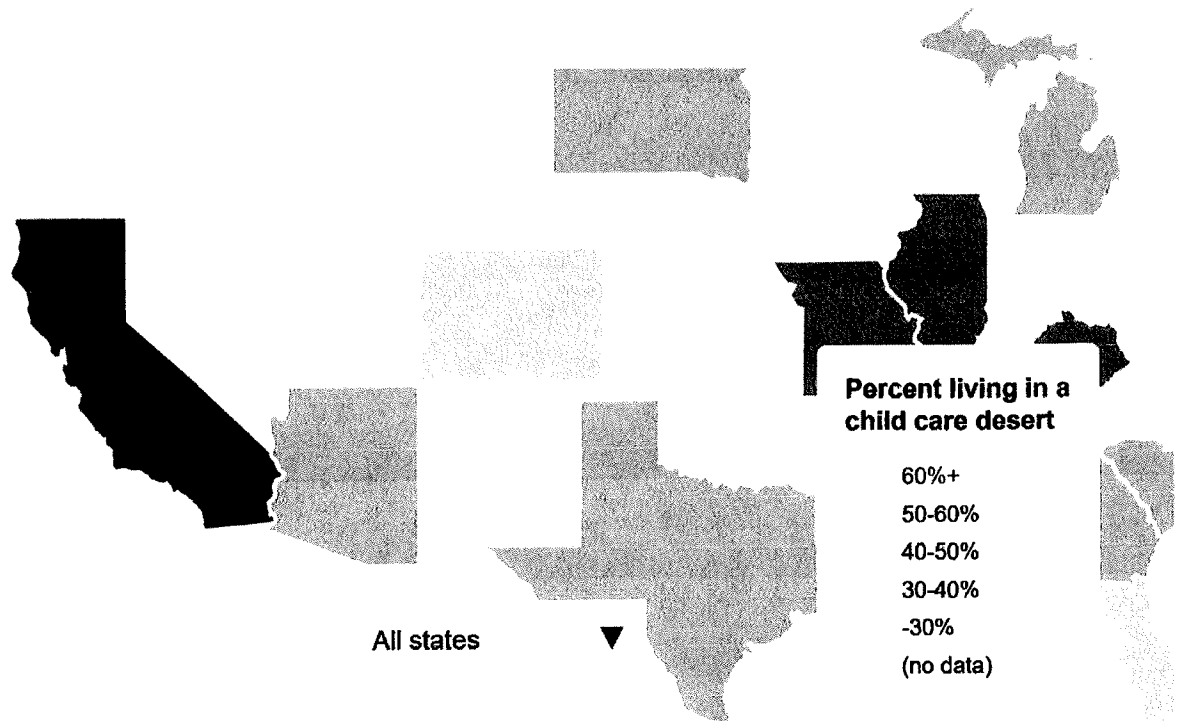 Percent living in a
child care desert
60%+
50-60%
40-50%
30-40%
-30%
(no data)
All states